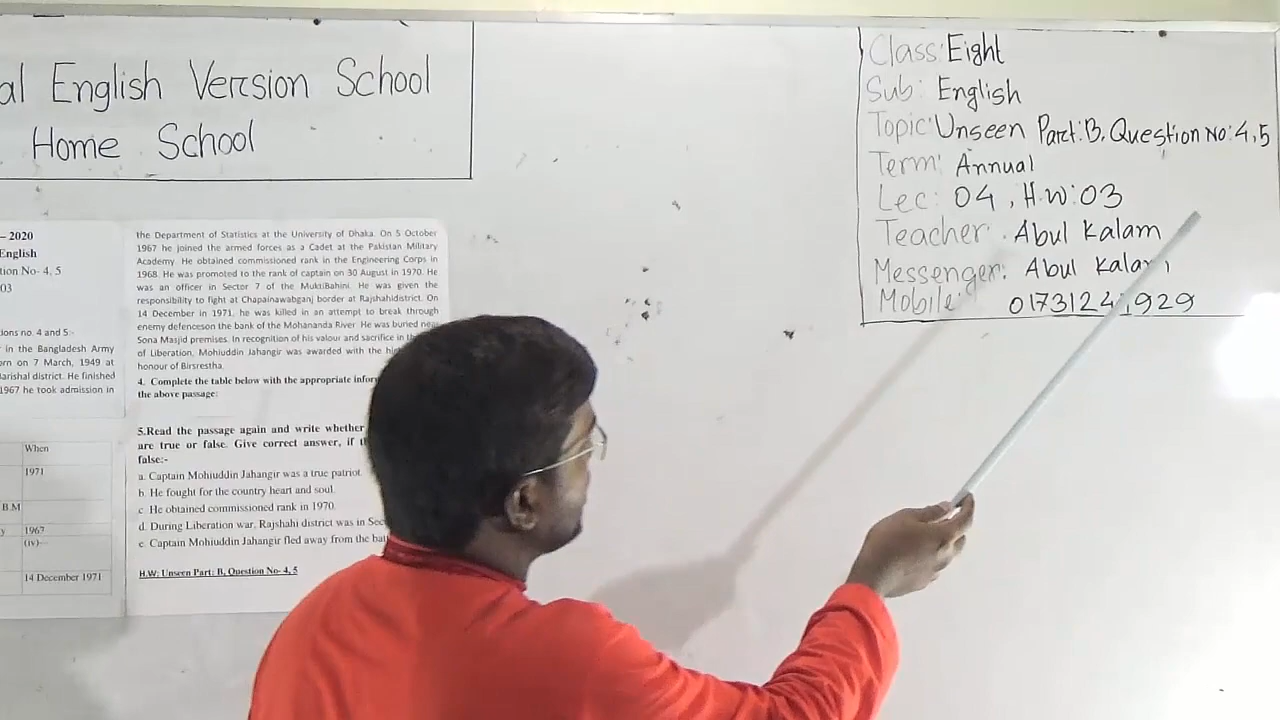 al English Version School
Home School
Class: Eight
Sub: English
Topic: Unseen Part: B, Question No: 4,5
Term: Annual
Lec: 04, H.W: 03
Teacher: Abul Kalam
Messenger: Abul Kalam
Mobile: 0173124 929
– 2020
English
tion No- 4, 5
03
ions no. 4 and 5:-
in the Bangladesh Army
orn on 7 March, 1949 at
Barishal district. He finished
1967 he took admission in
When
1971
B.M
y 1967
(iv)
14 December 1971
the Department of Statistics at the University of Dhaka. On 5 October
1967 he joined the armed forces as a Cadet at the Pakistan Military
Academy. He obtained commissioned rank in the Engineering Corps in
1968. He was promoted to the rank of captain on 30 August in 1970. He
was an officer in Sector 7 of the MuktiBahini. He was given the
responsibility to fight at Chapainawabganj border at Rajshahidistrict. On
14 December in 1971, he was killed in an attempt to break through
enemy defenceson the bank of the Mohananda River. He was buried near
Sona Masjid premises. In recognition of his valour and sacrifice in
of Liberation, Mohiuddin Jahangir was awarded with the
honour of Birsrestha.
4. Complete the table below with the appropriate
the above passage:
5.Read the passage again and write whether
are true or false. Give correct answer, if
false:-
a. Captain Mohiuddin Jahangir was a true patriot.
b. He fought for the country heart and soul.
c. He obtained commissioned rank in 1970.
d. During Liberation war, Rajshahi district was in
e. Captain Mohiuddin Jahangir fled away from the
H.W: Unseen Part: B, Question No- 4, 5